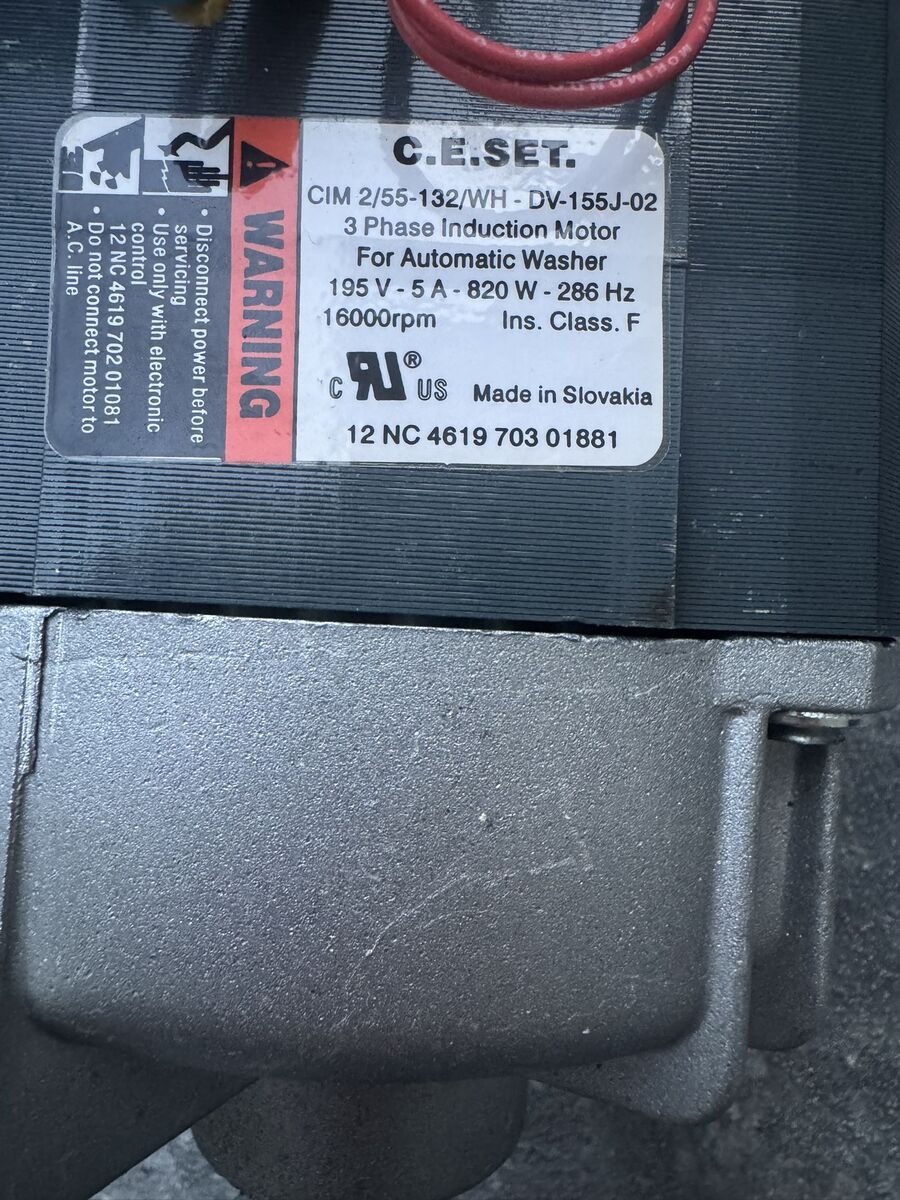 C.E.SET.
CIM 2/55-132/WH - DV-155J-02
3 Phase Induction Motor
For Automatic Washer
195 V - 5 A - 820 W - 286 Hz
16000rpm Ins. Class. F
C RU® US Made in Slovakia
12 NC 4619 703 01881
WARNING
• Disconnect power before
servicing
• Use only with electronic
control
12 NC 4619 702 01081
• Do not connect motor to
A.C. line